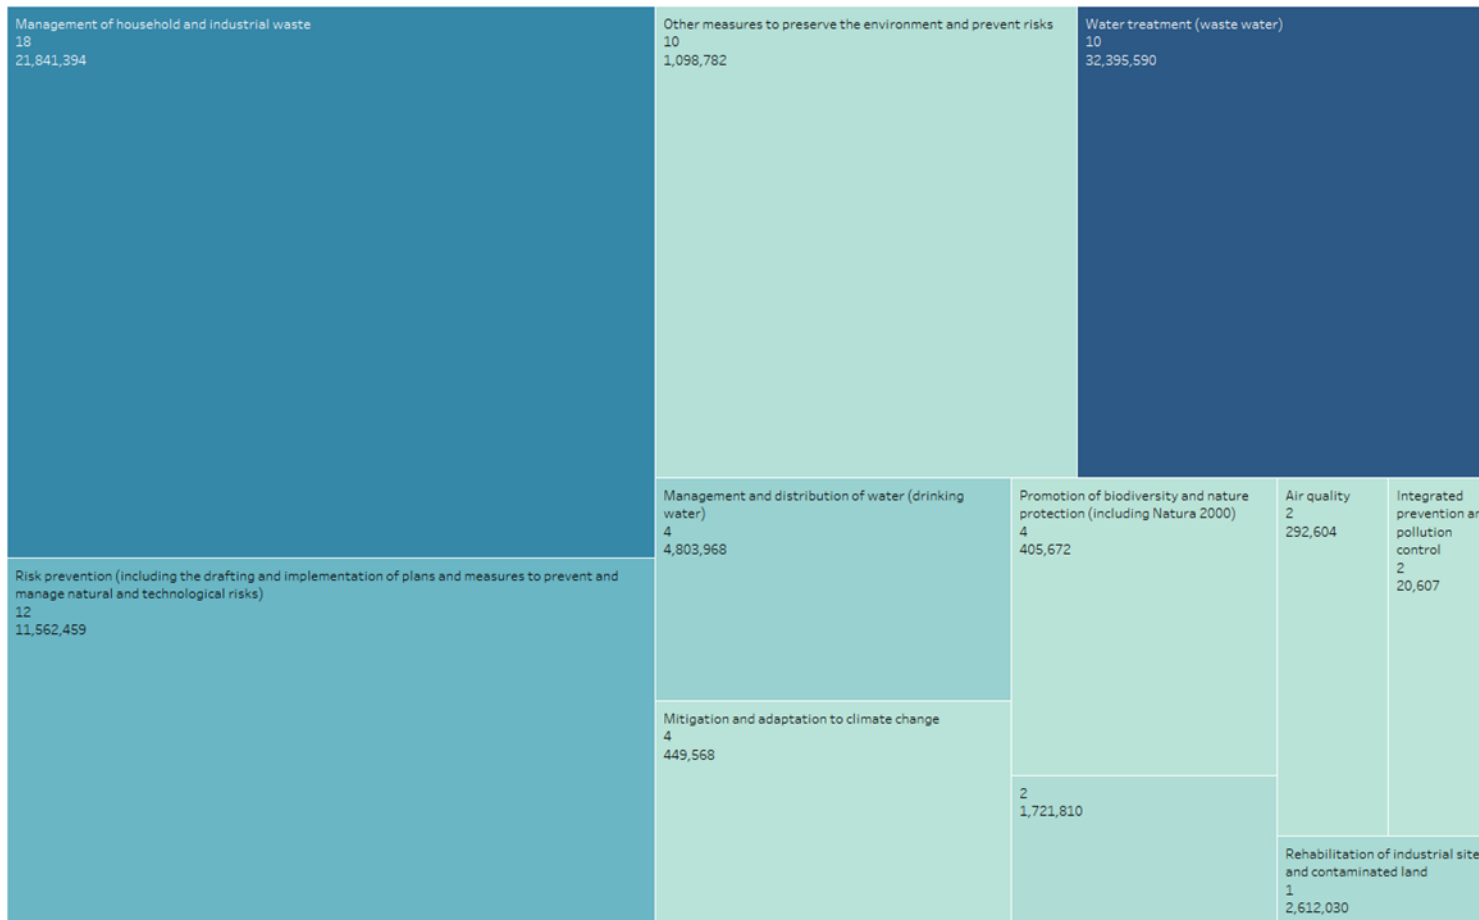 Management of household and industrial waste
18
21,841,394
Other measures to preserve the environment and prevent risks
10
1,098,782
Water treatment (waste water)
10
32,395,590
Risk prevention (including the drafting and implementation of plans and measures to prevent and
manage natural and technological risks)
12
11,562,459
Management and distribution of water (drinking
water)
4
4,803,968
Mitigation and adaptation to climate change
4
449,568
Promotion of biodiversity and nature
protection (including Natura 2000)
4
405,672
2
1,721,810
Air quality
2
292,604
Integrated
prevention
pollution
control
2
20,607
Rehabilitation of industrial
and contaminated land
1
2,612,030